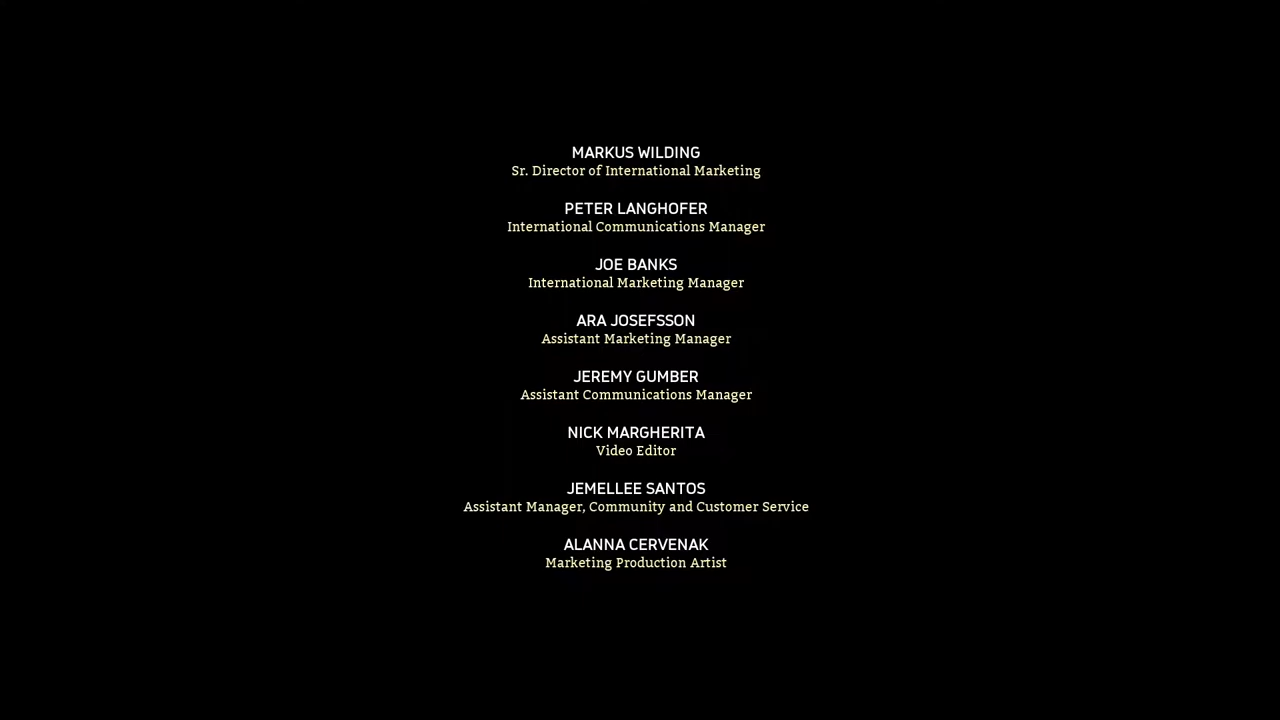 MARKUS WILDING
Sr. Director of International Marketing
PETER LANGHOFER
International Communications Manager
JOE BANKS
International Marketing Manager
ARA JOSEFSSON
Assistant Marketing Manager
JEREMY GUMBER
Assistant Communications Manager
NICK MARGHERITA
Video Editor
JEMELLEE SANTOS
Assistant Manager, Community and Customer Service
ALANNA CERVENAK
Marketing Production Artist